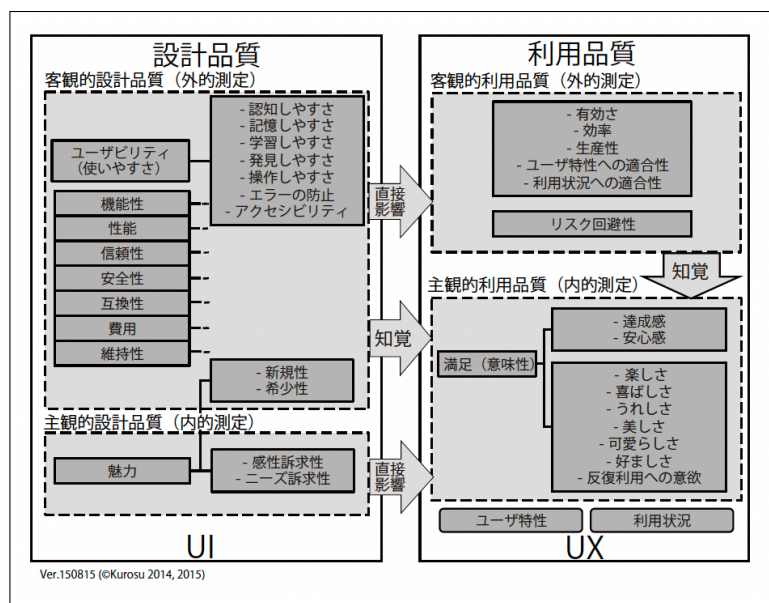 設計品質
客観的設計品質（外的測定）
ユーザビリティ
（使いやすさ）
- 認知しやすさ
- 記憶しやすさ
- 学習しやすさ
- 発見しやすさ
- 操作しやすさ
- エラーの防止
- アクセシビリティ
機能性
性能
信頼性
安全性
互換性
費用
維持性
- 新規性
- 希少性
主観的設計品質（内的測定）
魅力
- 感性訴求性
- ニーズ訴求性
UI
直接
影響
知覚
直接
影響
利用品質
客観的利用品質（外的測定）
- 有効さ
- 効率
- 生産性
- ユーザ特性への適合性
- 利用状況への適合性
リスク回避性
知覚
主観的利用品質（内的測定）
満足（意味性）
- 達成感
- 安心感
- 楽しさ
- 喜ばしさ
- うれしさ
- 美しさ
- 可愛らしさ
- 好ましさ
- 反復利用への意欲
ユーザ特性
利用状況
UX
Ver.150815 (©Kurosu 2014, 2015)